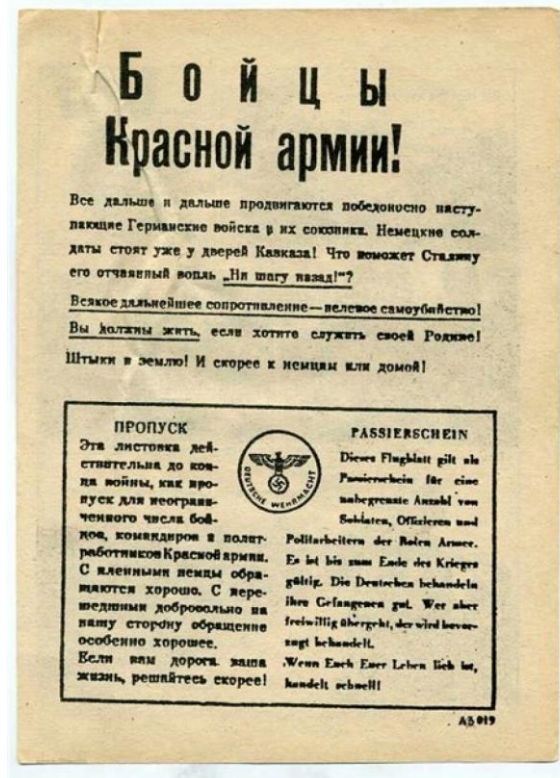 Бойцы
Красной армии!
Все дальше и дальше продвигаются победоносно насту-
пающие Германские войска и их союзники. Немецкие сол-
даты стоят уже у дверей Кавказа! Что поможет Сталину
его отчаянный вопль „Ни шагу назад!“?
Всякое дальнейшее сопротивление — нелевое самоубийство!
Вы должны жить, если хотите служить своей Родине!
Штыки в землю! И скорее к немцам или домой!
ПРОПУСК
Эта листовка дей-
ствительна до кон-
ца войны, как про-
пуск для неограни-
ченного числа бой-
цов, командиров и полит-
работников Красной армии.
С пленными немцы обра-
щаются хорошо. С пере-
шедшими добровольно на
нашу сторону обращение
особенно хорошее.
Если вам дорога ваша
жизнь, решайтесь скорее!
DEUTSCHE WEHRMACHT
PASSIERSCHEIN
Dieses Flugblatt gilt als
Passierschein für eine
unbegrenzte Anzahl von
Soldaten, Offizieren und
Politarbeitern der Roten Armee.
Es ist bis zum Ende des Krieges
gültig. Die Deutschen behandeln
ihre Gefangenen gut. Wer aber
freiwillig übergeht, der wird bevor-
zugt behandelt.
Wenn Euch Euer Leben lieb ist,
handelt schnell!
AS 019